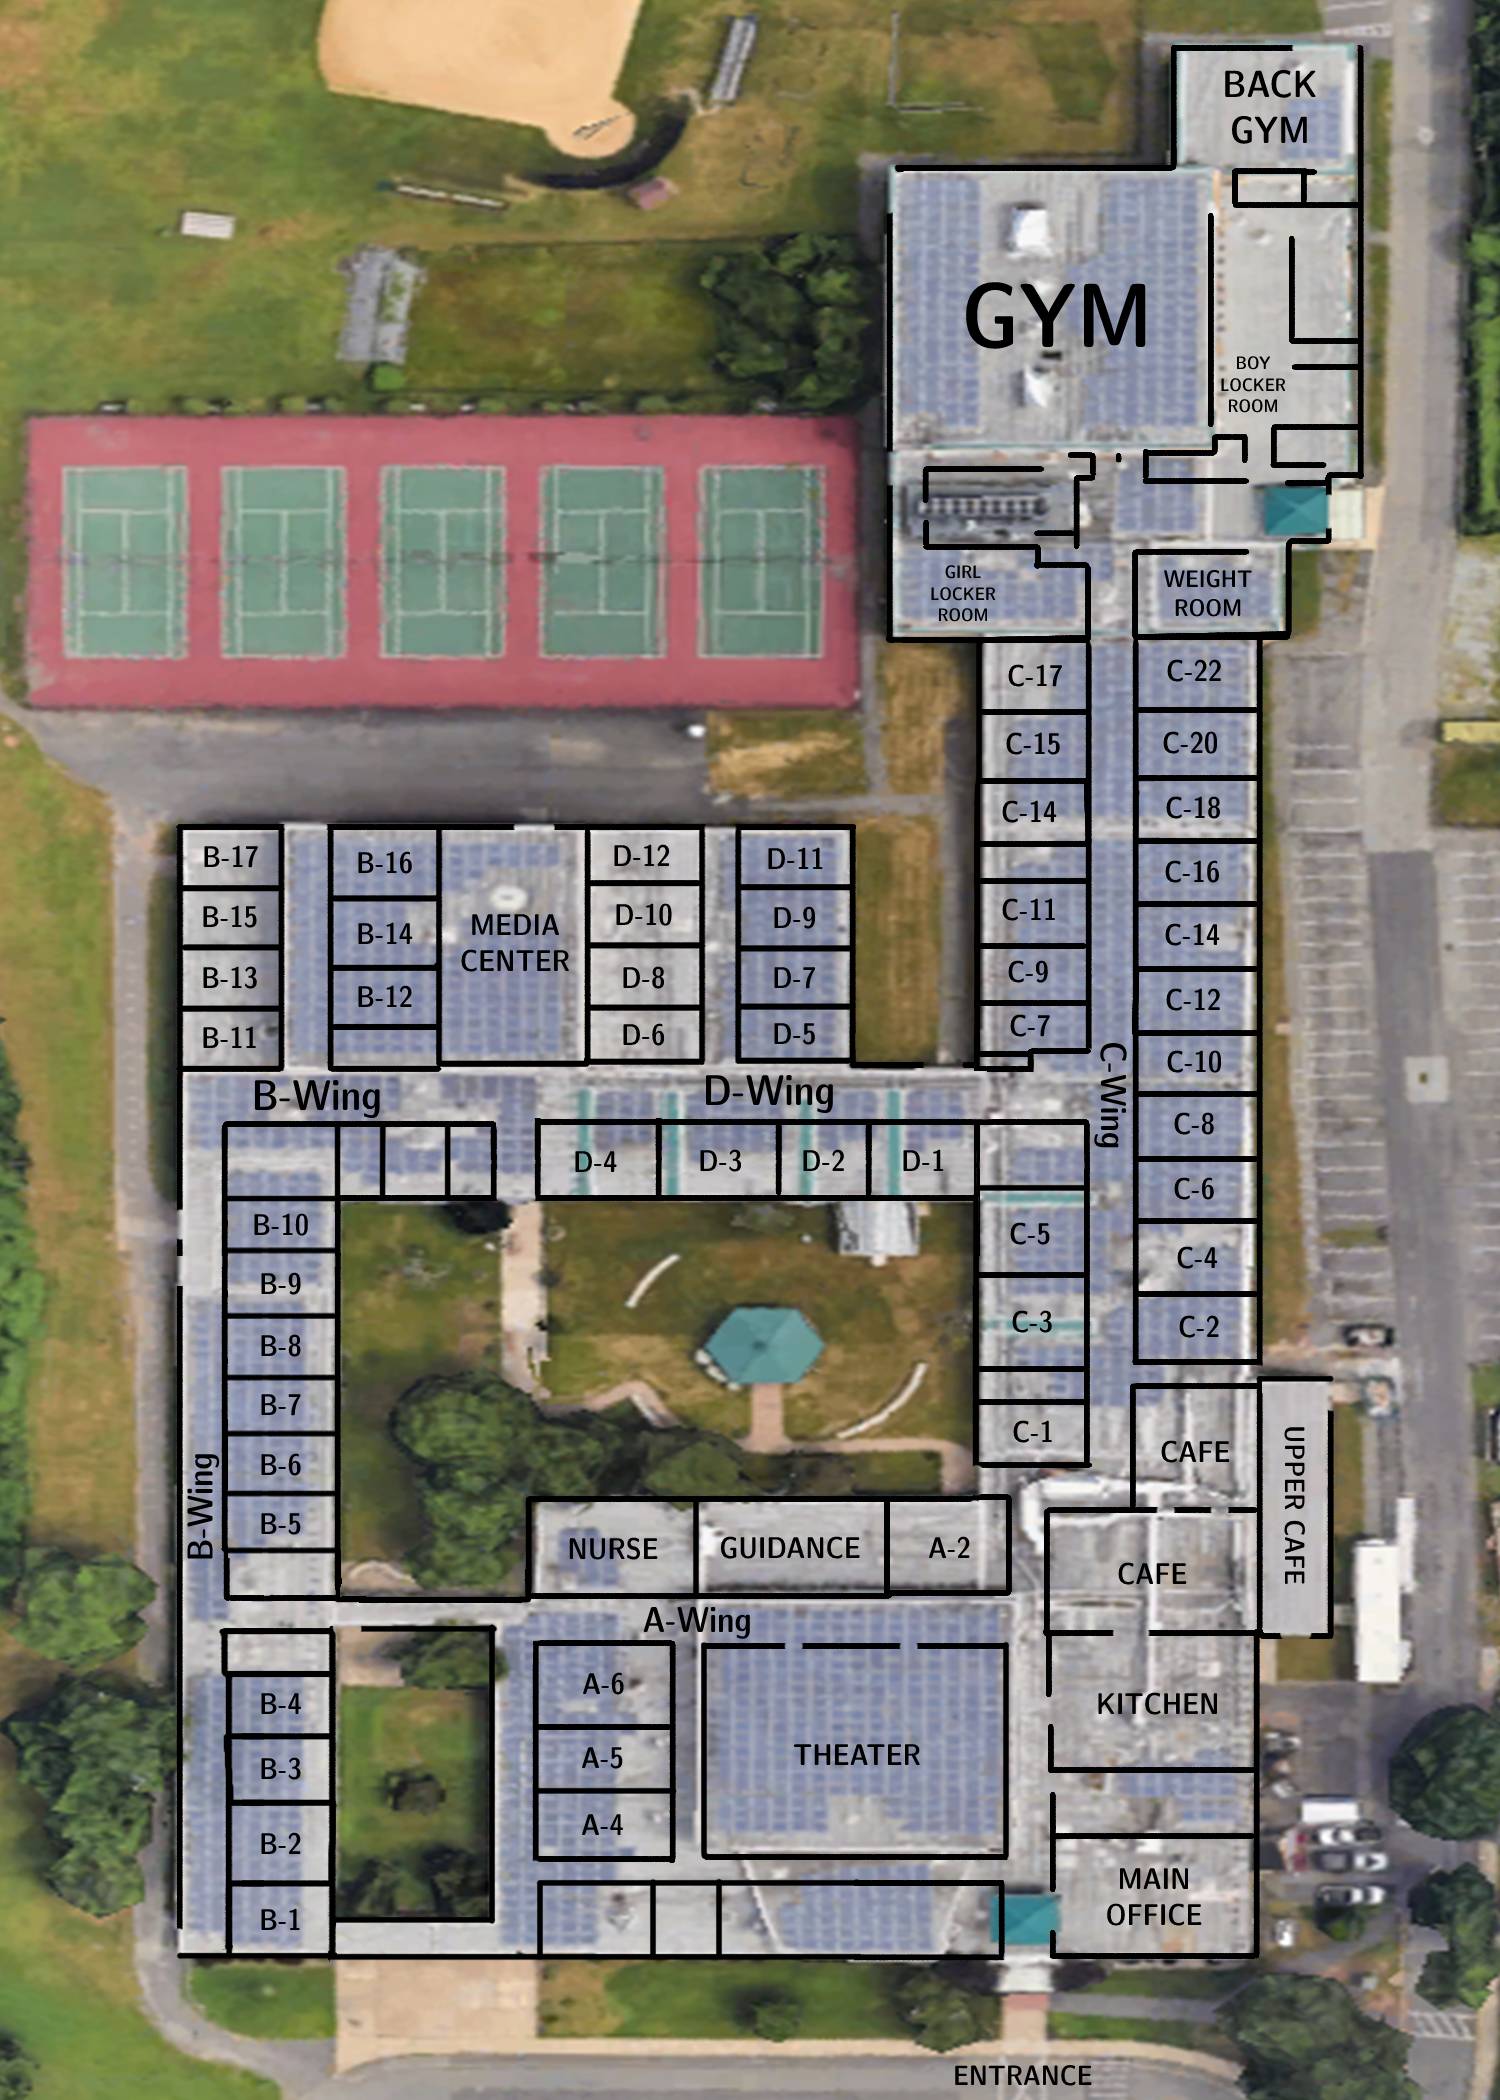 BACK
GYM
GYM
BOY
LOCKER
ROOM
GIRL
LOCKER
ROOM
WEIGHT
ROOM
C-17
C-22
C-15
C-20
C-14
C-18
C-16
C-11
C-14
C-9
C-12
C-7
C-10
C-Wing
C-8
C-6
C-5
C-4
C-3
C-2
C-1
B-17
B-16
D-12
D-11
B-15
B-14
MEDIA
CENTER
D-10
D-9
B-13
B-12
D-8
D-7
B-11
D-6
D-5
B-Wing
D-Wing
D-4
D-3
D-2
D-1
B-10
B-9
B-8
B-7
B-6
B-5
B-Wing
CAFE
UPPER CAFE
NURSE
GUIDANCE
A-2
CAFE
A-Wing
B-4
A-6
KITCHEN
B-3
A-5
THEATER
B-2
A-4
B-1
MAIN
OFFICE
ENTRANCE